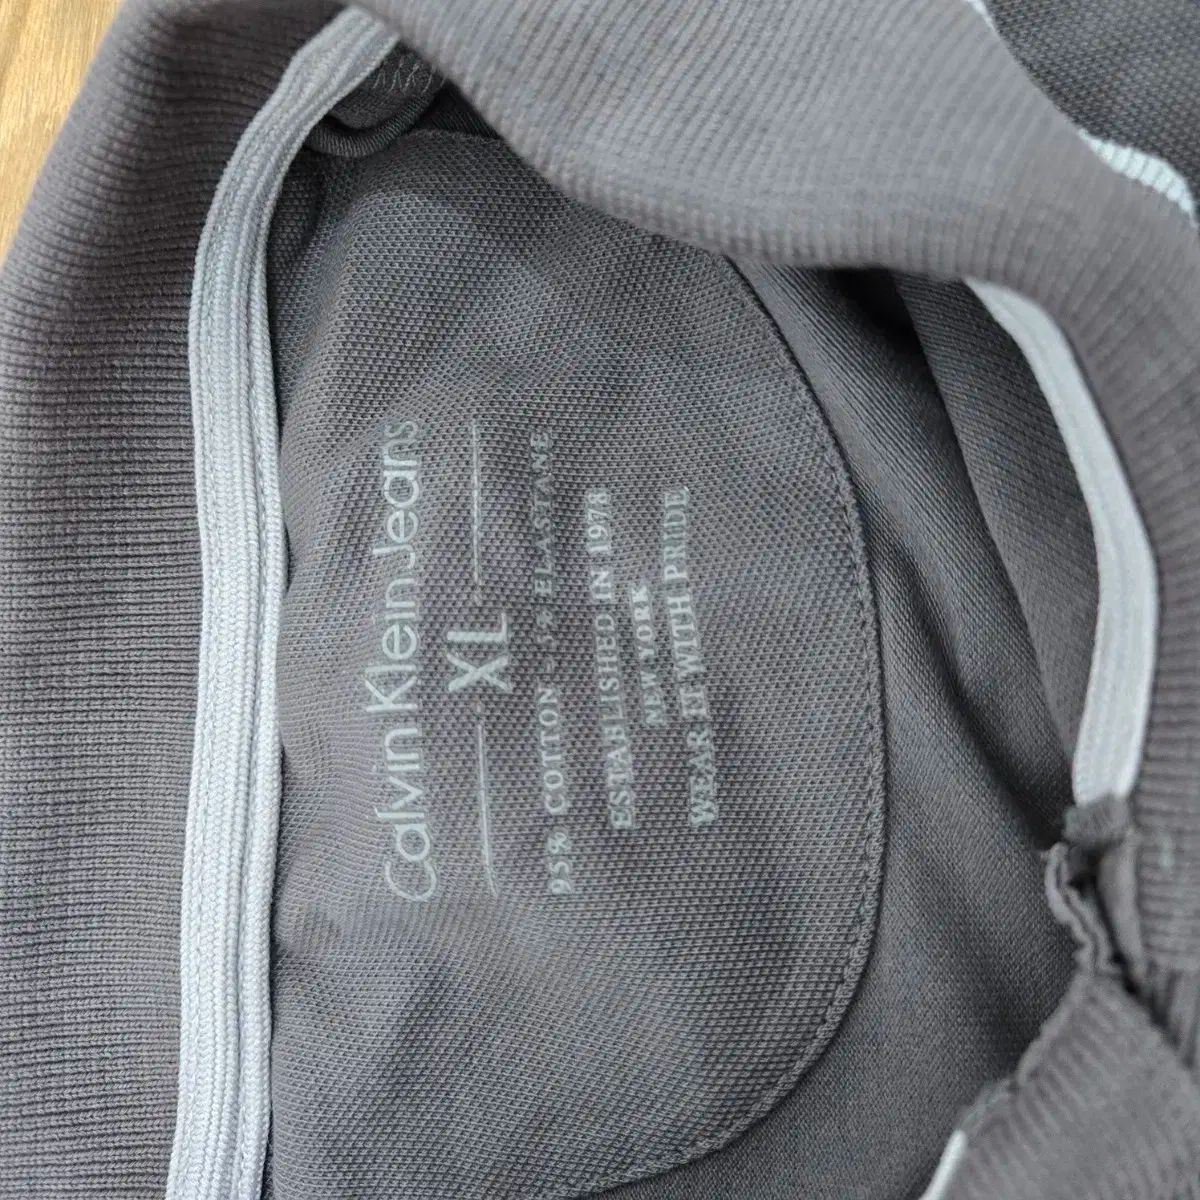 Calvin Klein Jeans
XL
95% COTTON - 5% ELASTANE
ESTABLISHED IN 1978
NEW YORK
WEAR IT WITH PRIDE